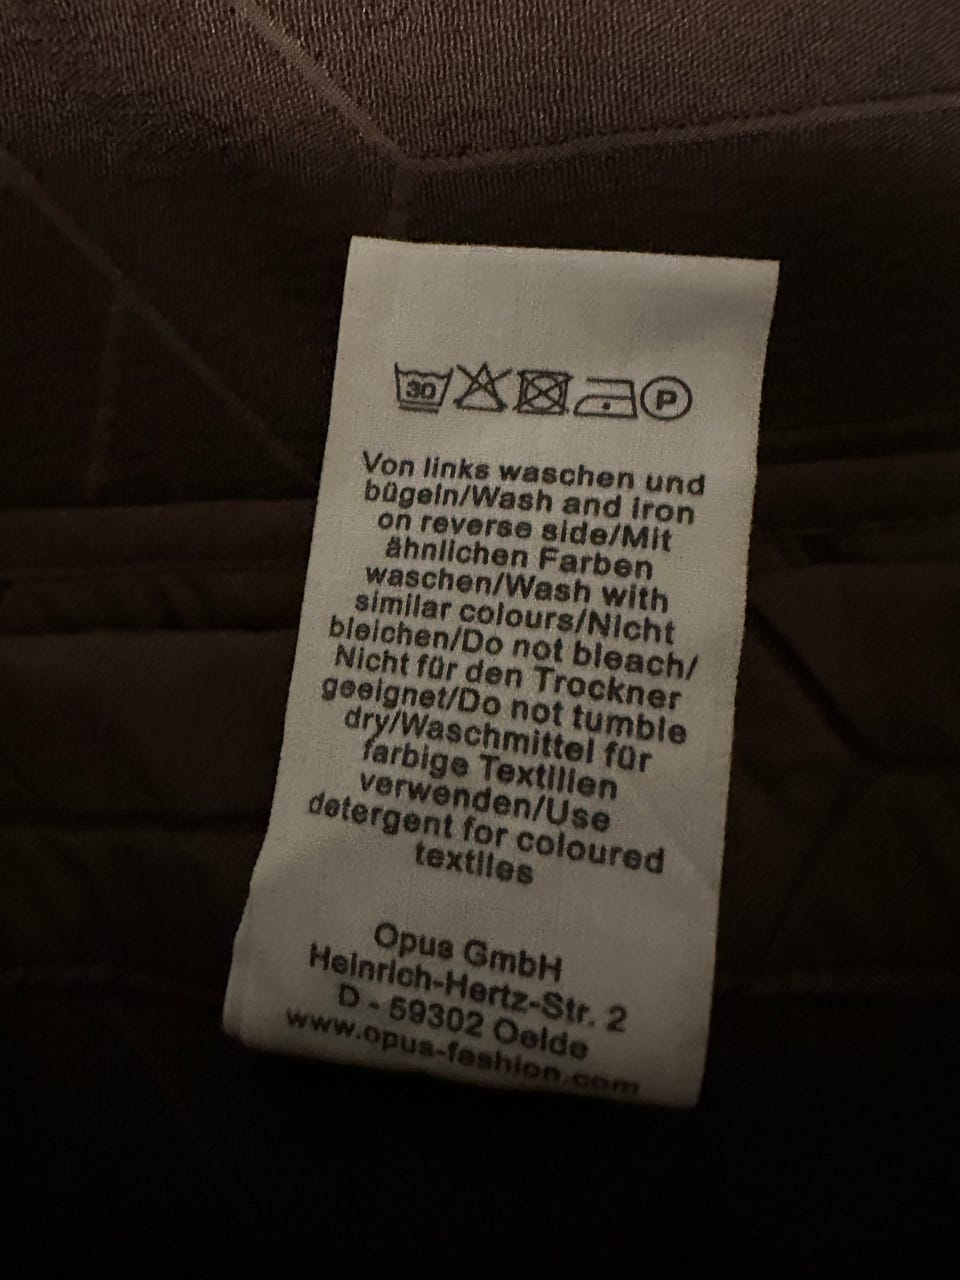 30 P
Von links waschen und
bügeln/Wash and iron
on reverse side/Mit
ähnlichen Farben
waschen/Wash with
similar colours/Nicht
bleichen/Do not bleach/
Nicht für den Trockner
geeignet/Do not tumble
dry/Waschmittel für
farbige Textilien
verwenden/Use
detergent for coloured
textiles
Opus GmbH
Heinrich-Hertz-Str. 2
D - 59302 Oelde
www.opus-fashion.com